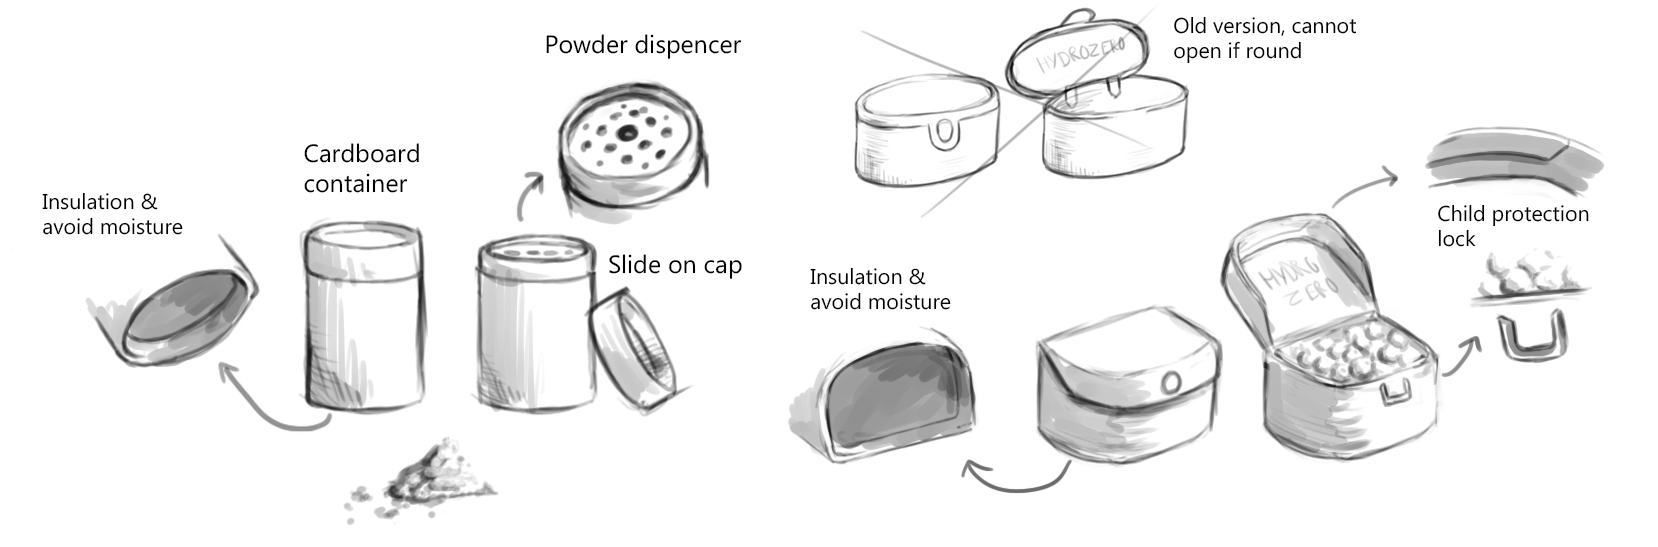 Powder dispencer
Cardboard
container
Insulation &
avoid moisture
Slide on cap
Old version, cannot
open if round
HYDROZERO
Insulation &
avoid moisture
HYDRO
ZERO
Child protection
lock